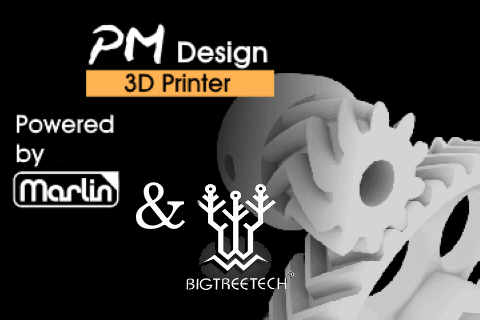 PM Design
3D Printer
Powered
by
Marlin
&
BIGTREETECH®